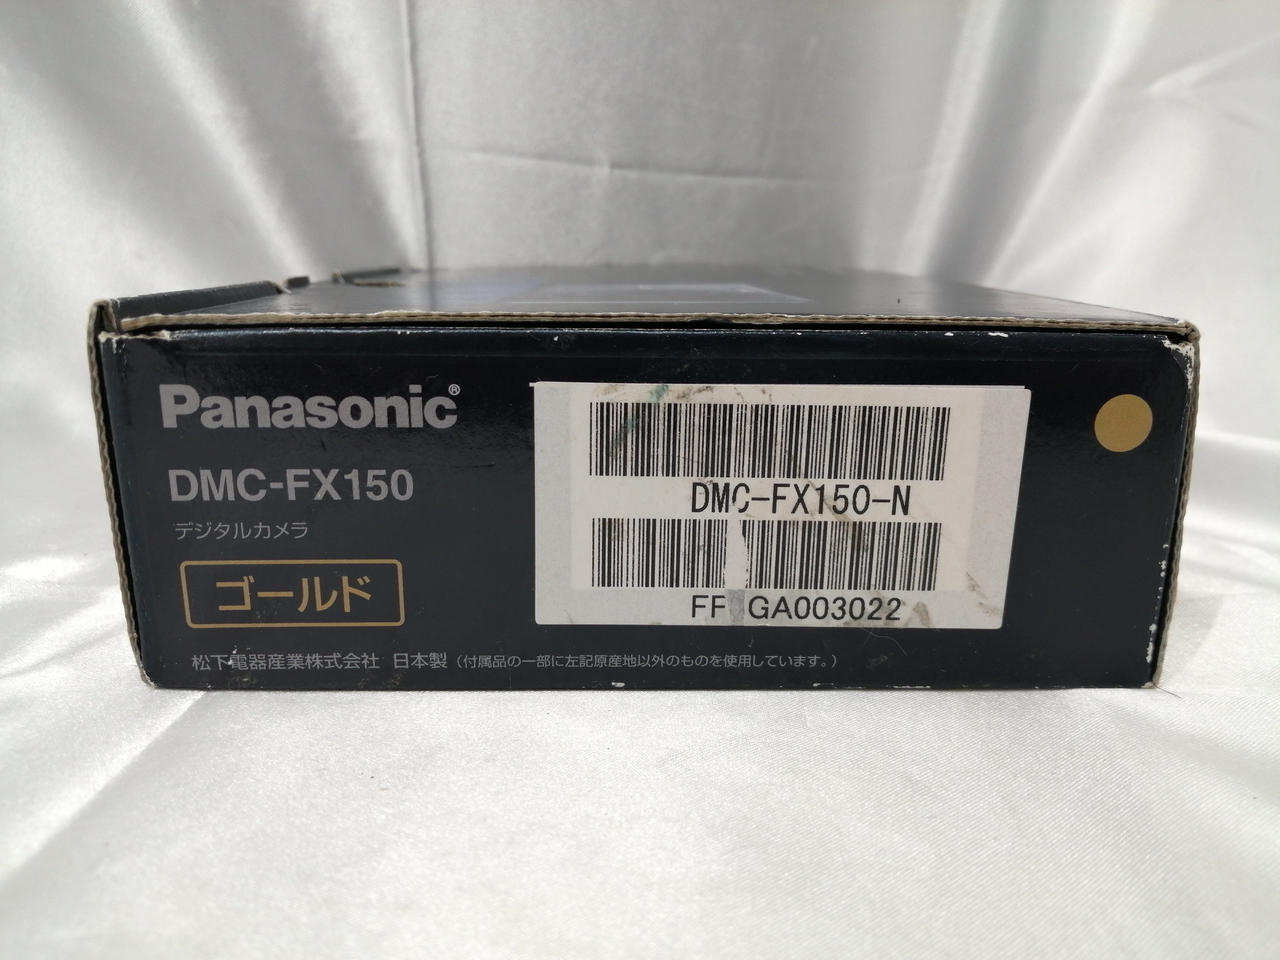 Panasonic®
DMC-FX150
デジタルカメラ
ゴールド
松下電器産業株式会社 日本製（付属品の一部に左記原産地以外のものを使用しています。）
DMC-FX150-N
FF GA003022